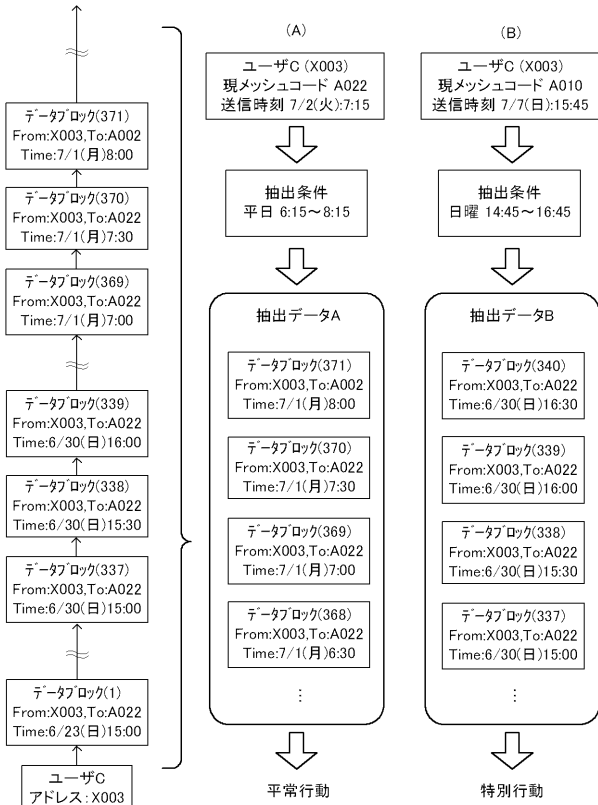 データブロック(371)
From:X003,To:A002
Time:7/1(月)8:00
データブロック(370)
From:X003,To:A022
Time:7/1(月)7:30
データブロック(369)
From:X003,To:A022
Time:7/1(月)7:00
データブロック(339)
From:X003,To:A022
Time:6/30(日)16:00
データブロック(338)
From:X003,To:A022
Time:6/30(日)15:30
データブロック(337)
From:X003,To:A022
Time:6/30(日)15:00
データブロック(1)
From:X003,To:A022
Time:6/23(日)15:00
ユーザC
アドレス:X003
(A)
ユーザC(X003)
現メッシュコード A022
送信時刻 7/2(火):7:15
抽出条件
平日 6:15~8:15
抽出データA
データブロック(371)
From:X003,To:A002
Time:7/1(月)8:00
データブロック(370)
From:X003,To:A022
Time:7/1(月)7:30
データブロック(369)
From:X003,To:A022
Time:7/1(月)7:00
データブロック(368)
From:X003,To:A022
Time:7/1(月)6:30
⋮
平常行動
(B)
ユーザC(X003)
現メッシュコード A010
送信時刻 7/7(日):15:45
抽出条件
日曜 14:45~16:45
抽出データB
データブロック(340)
From:X003,To:A022
Time:6/30(日)16:30
データブロック(339)
From:X003,To:A022
Time:6/30(日)16:00
データブロック(338)
From:X003,To:A022
Time:6/30(日)15:30
データブロック(337)
From:X003,To:A022
Time:6/30(日)15:00
⋮
特別行動